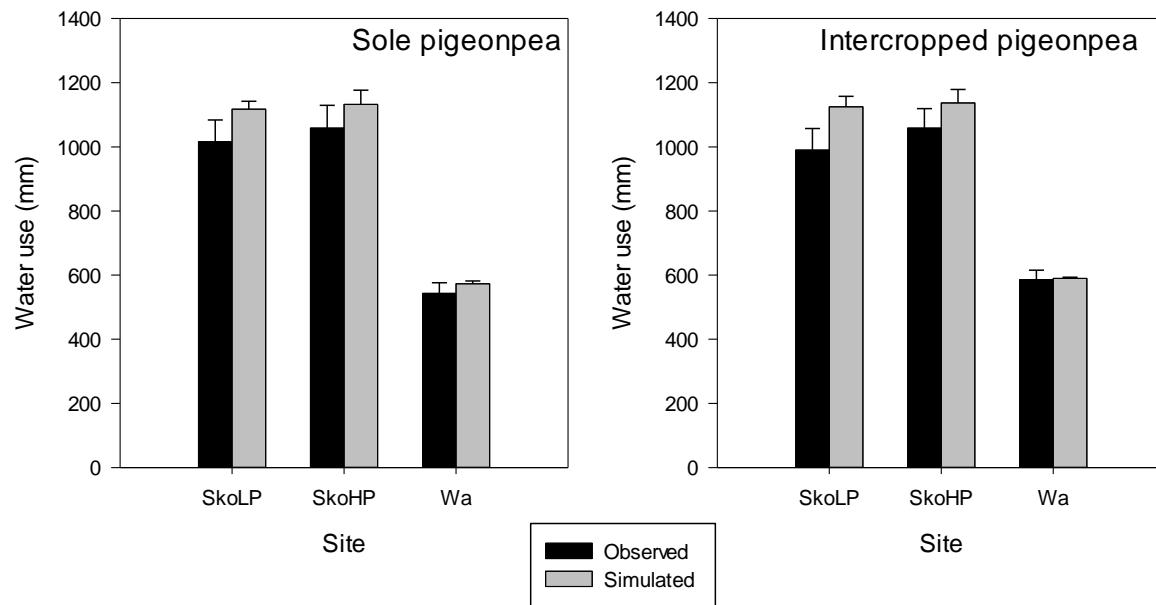 Sole pigeonpea
Water use (mm)
1400
1200
1000
800
600
400
200
0
SkoLP SkoHP Wa
Site
Intercropped pigeonpea
Water use (mm)
1400
1200
1000
800
600
400
200
0
SkoLP SkoHP Wa
Site
Observed
Simulated